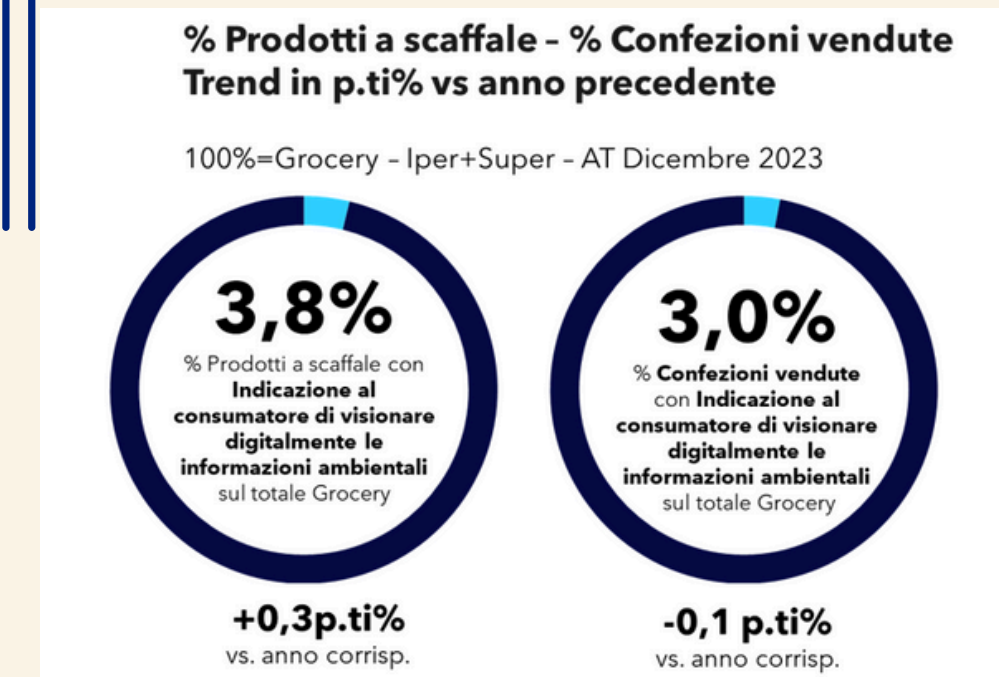 % Prodotti a scaffale – % Confezioni vendute
Trend in p.ti% vs anno precedente
100%=Grocery – Iper+Super – AT Dicembre 2023
3,8%
% Prodotti a scaffale con
Indicazione al
consumatore di visionare
digitalmente le
informazioni ambientali
sul totale Grocery
+0,3p.ti%
vs. anno corrisp.
3,0%
% Confezioni vendute
con Indicazione al
consumatore di visionare
digitalmente le
informazioni ambientali
sul totale Grocery
-0,1 p.ti%
vs. anno corrisp.